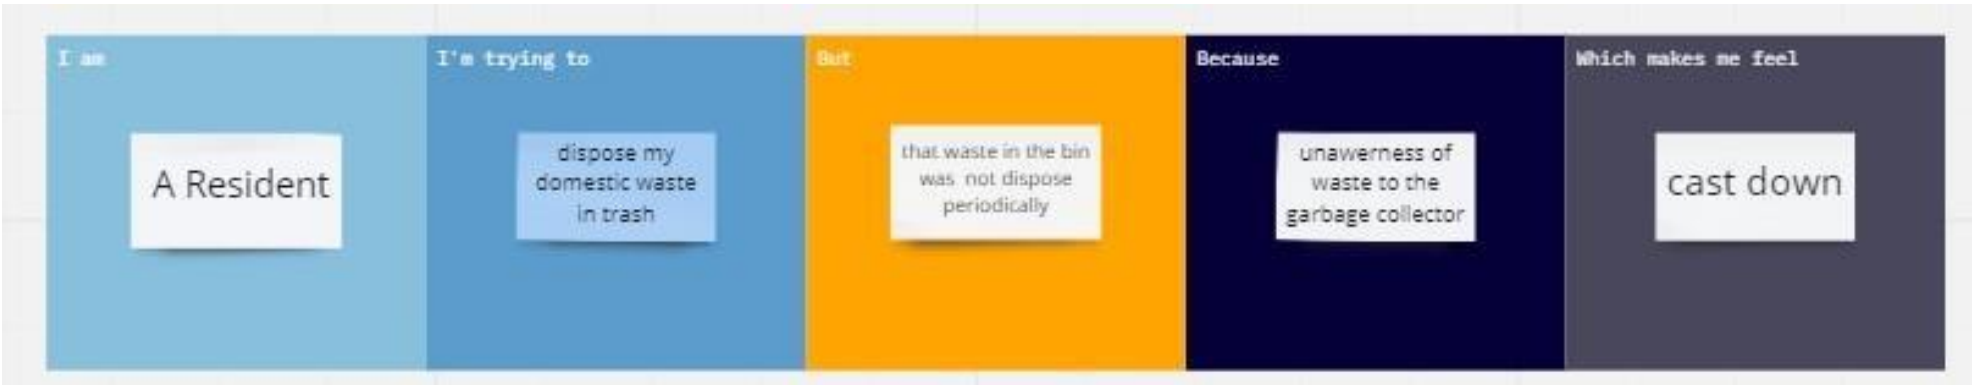 I am
A Resident
I'm trying to
dispose my
domestic waste
in trash
But
that waste in the bin
was not dispose
periodically
Because
unawerness of
waste to the
garbage collector
Which makes me feel
cast down